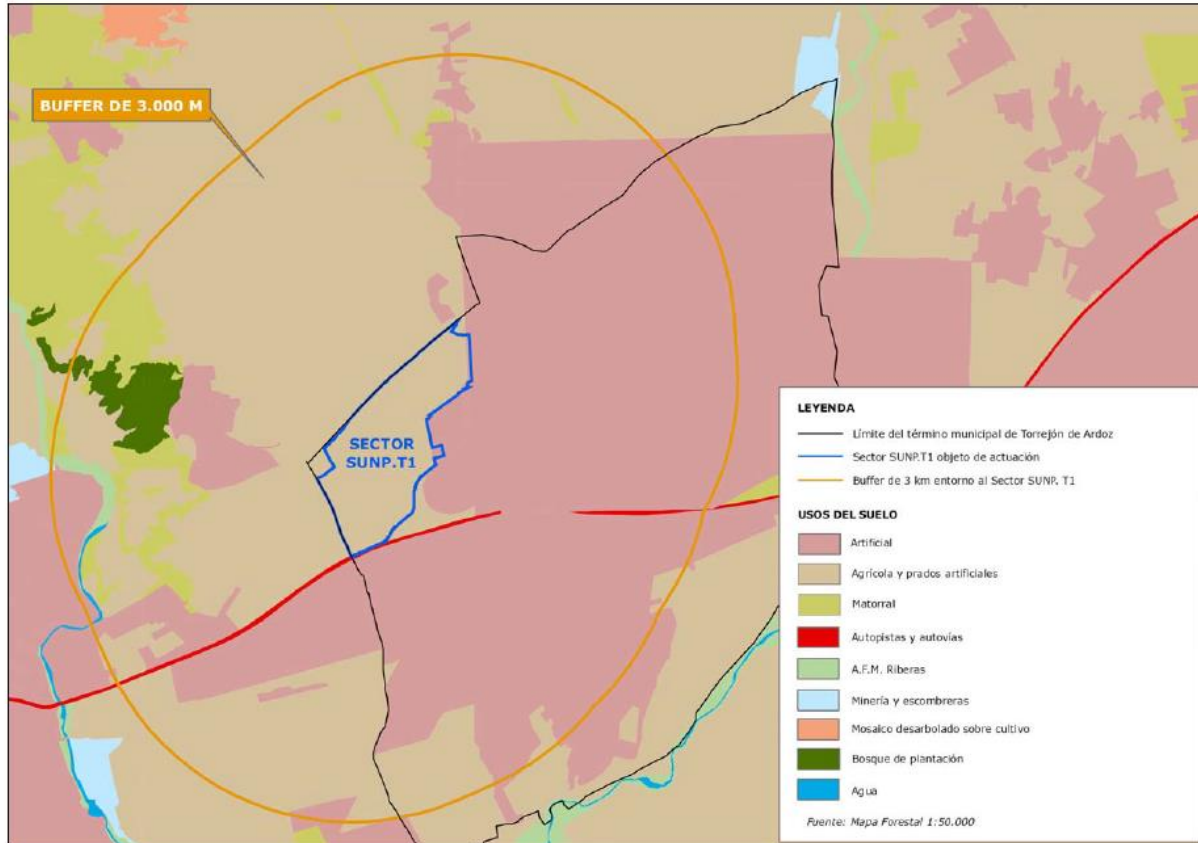 BUFFER DE 3.000 M
SECTOR
SUNP.T1
LEYENDA
Límite del término municipal de Torrejón de Ardoz
Sector SUNP.T1 objeto de actuación
Buffer de 3 km entorno al Sector SUNP. T1
USOS DEL SUELO
Artificial
Agrícola y prados artificiales
Matorral
Autopistas y autovías
A.F.M. Riberas
Minería y escombreras
Mosaico desarbolado sobre cultivo
Bosque de plantación
Agua
Fuente: Mapa Forestal 1:50.000